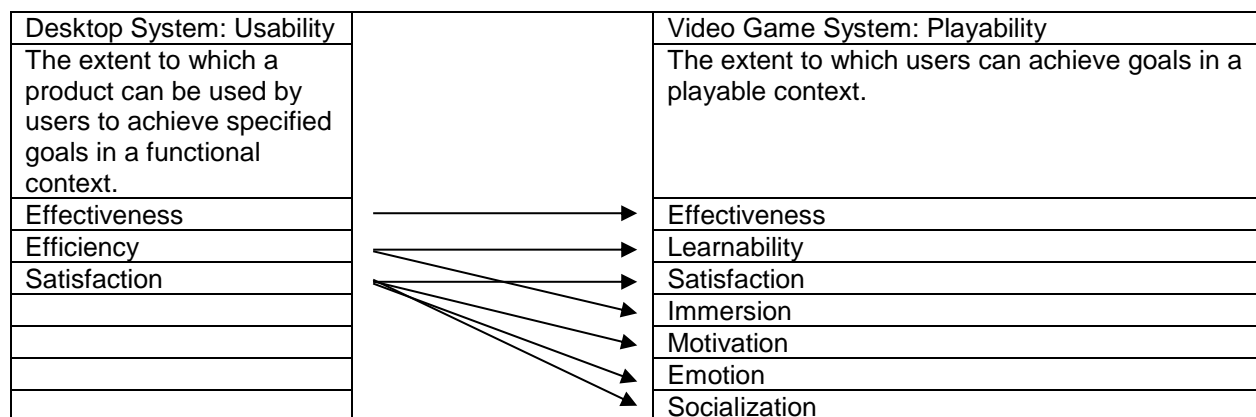 Desktop System: Usability
Video Game System: Playability
The extent to which a
product can be used by
users to achieve specified
goals in a functional
context.
The extent to which users can achieve goals in a
playable context.
Effectiveness
Effectiveness
Efficiency
Learnability
Satisfaction
Satisfaction
Immersion
Motivation
Emotion
Socialization